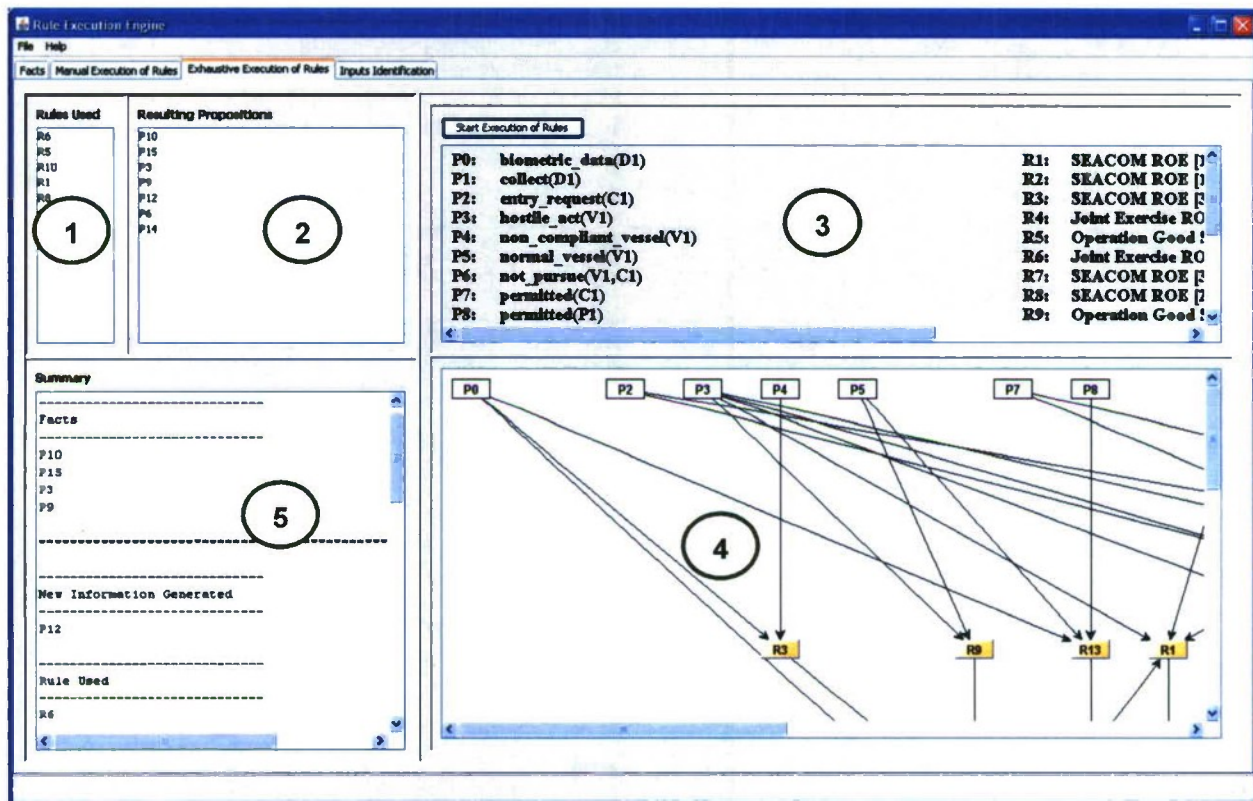 Rule Execution Engine
File Help
Facts Manual Execution of Rules Exhaustive Execution of Rules Inputs Identification
Rules Used
R6
R5
R10
R1
R8
1
Resulting Propositions
P10
P15
P3
P9
P12
P6
P14
2
Start Execution of Rules
P0: biometric_data(D1)
P1: collect(D1)
P2: entry_request(C1)
P3: hostile_act(V1)
P4: non_compliant_vessel(V1)
P5: normal_vessel(V1)
P6: not_pursue(V1,C1)
P7: permitted(C1)
P8: permitted(P1)
3
R1: SEACOM ROE [1
R2: SEACOM ROE [1
R3: SEACOM ROE [3
R4: Joint Exercise RO
R5: Operation Good
R6: Joint Exercise RO
R7: SEACOM ROE [3
R8: SEACOM ROE [2
R9: Operation Good
Summary
Facts
P10
P15
P3
P9
5
New Information Generated
P12
Rule Used
R6
P0 P2 P3 P4 P5 P7 P8
4
R3 R9 R13 R1